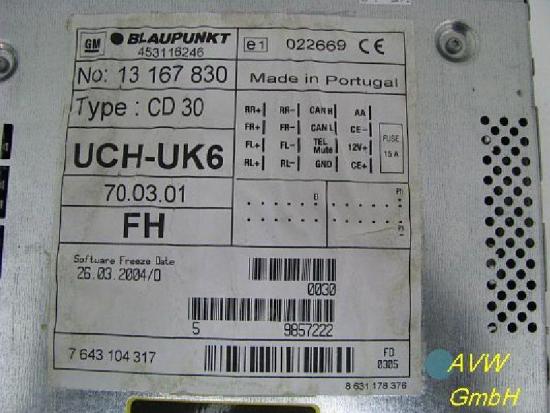 GM BLAUPUNKT
453116246
e1 022669 CE
No: 13 167 830
Made in Portugal
Type : CD 30
RR+ RR- CAN H AA
FR+ FR- CAN L CE-
FL+ FL- TEL Mute 12V+
RL+ RL- GND CE+
FUSE
15 A
UCH-UK6
70.03.01
FH
Software Freeze Date
26.03.2004/D
0030
5 9857222
7 643 104 317
FD
0305
8 631 178 376
AVW
GmbH